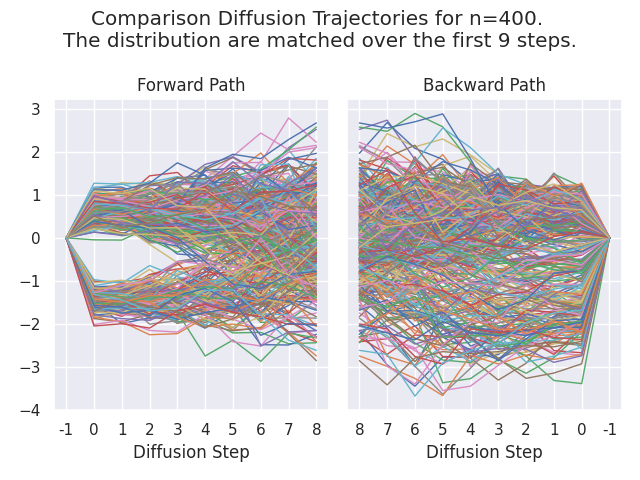 Comparison Diffusion Trajectories for n=400.
The distribution are matched over the first 9 steps.
Forward Path
Backward Path
3
2
1
0
−1
−2
−3
−4
-1 0 1 2 3 4 5 6 7 8
8 7 6 5 4 3 2 1 0 -1
Diffusion Step
Diffusion Step